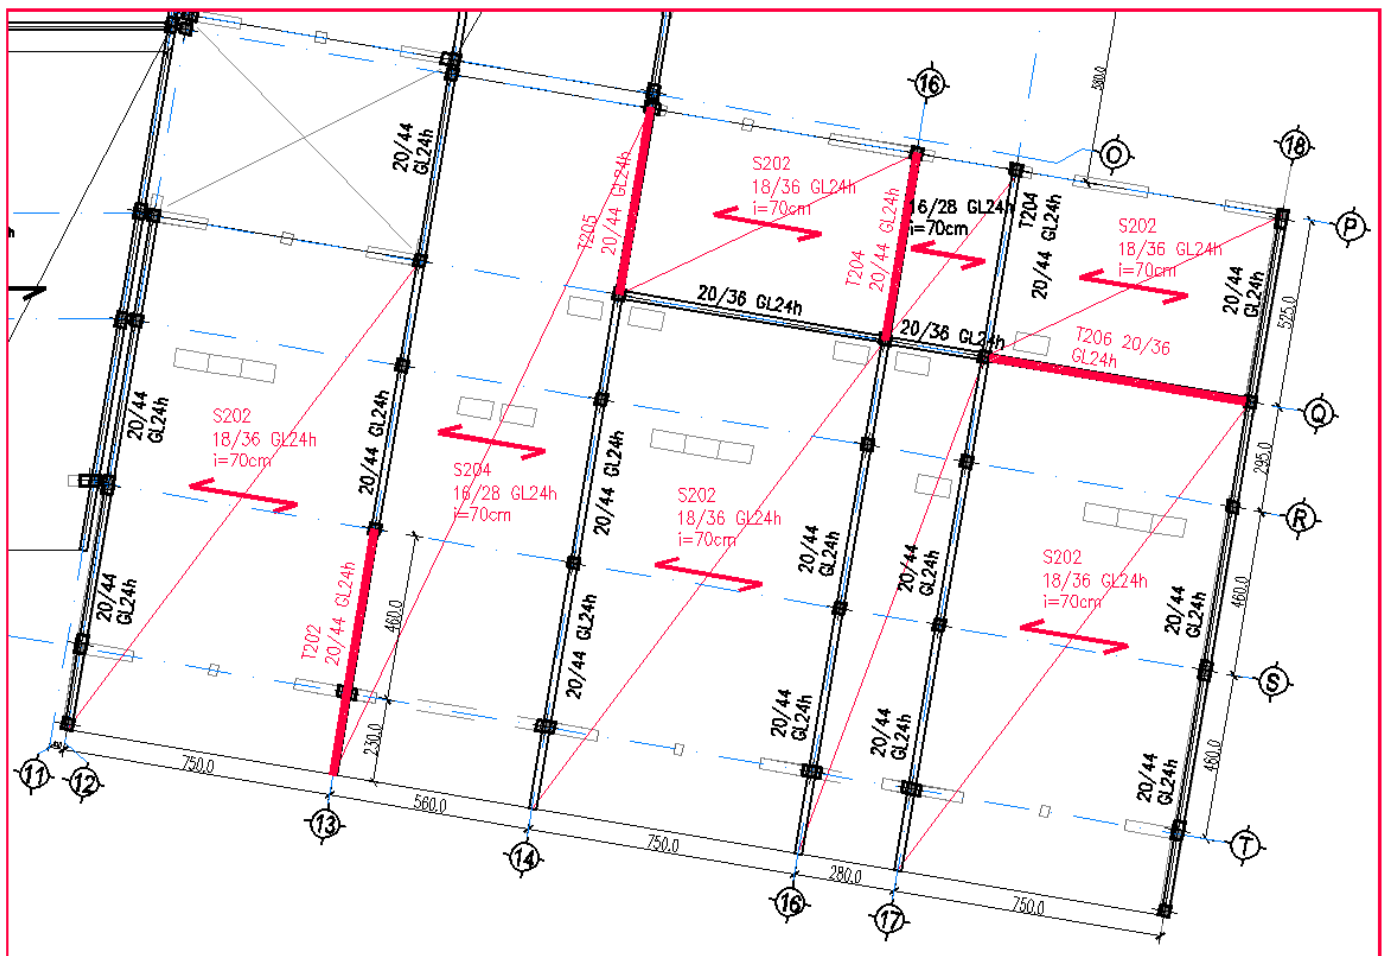 16
580.0
O
18
P
20/44
GL24h
S202
18/36 GL24h
i=70cm
T205
20/44 GL24h
16/28 GL24h
i=70cm
T204
20/44 GL24h
T204
20/44 GL24h
S202
18/36 GL24h
i=70cm
20/44
GL24h
525.0
20/36 GL24h
20/36 GL24h
T206 20/36
GL24h
Q
S202
18/36 GL24h
i=70cm
20/44
GL24h
20/44 GL24h
S204
16/28 GL24h
i=70cm
20/44 GL24h
S202
18/36 GL24h
i=70cm
295.0
R
20/44
GL24h
20/44
GL24h
S202
18/36 GL24h
i=70cm
460.0
20/44
GL24h
T202
20/44 GL24h
460.0
20/44 GL24h
20/44
GL24h
S
230.0
20/44
GL24h
20/44
GL24h
20/44
GL24h
460.0
T
11
12
750.0
13
560.0
14
750.0
16
280.0
17
750.0